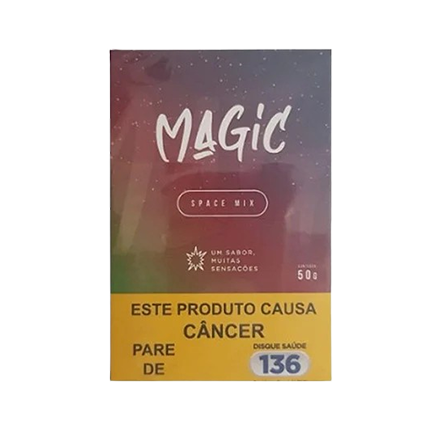 MAGiC
SPACE MIX
UM SABOR,
MUITAS
SENSAÇÕES
50G
ESTE PRODUTO CAUSA
CÂNCER
PARE
DE
DISQUE SAÚDE
136